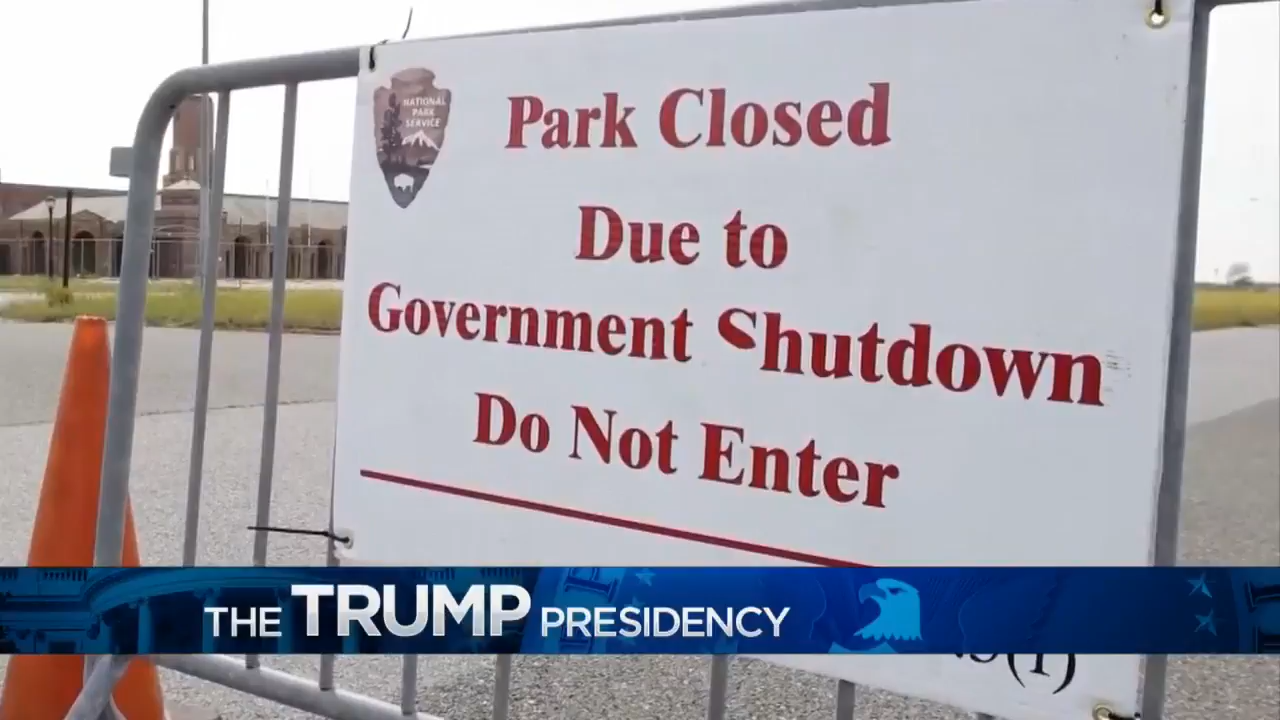 NATIONAL
PARK
SERVICE
Park Closed
Due to
Government Shutdown
Do Not Enter
THE TRUMP PRESIDENCY